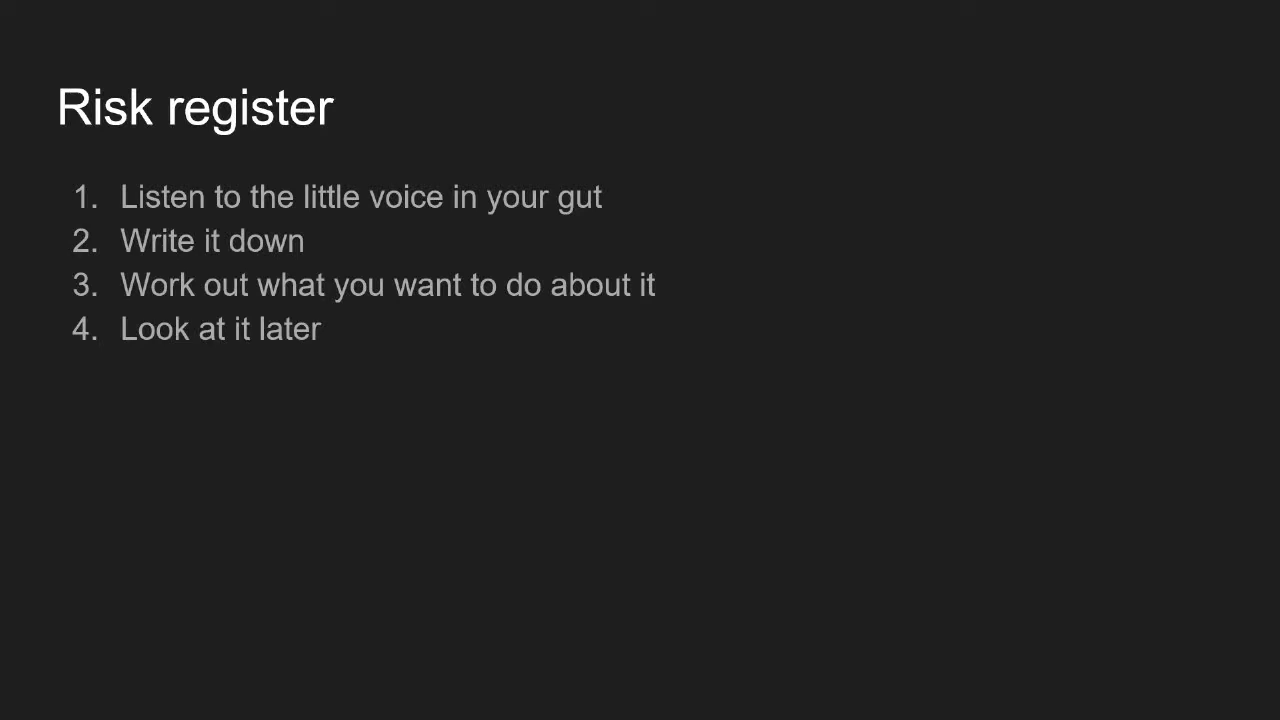 Risk register
1. Listen to the little voice in your gut
2. Write it down
3. Work out what you want to do about it
4. Look at it later